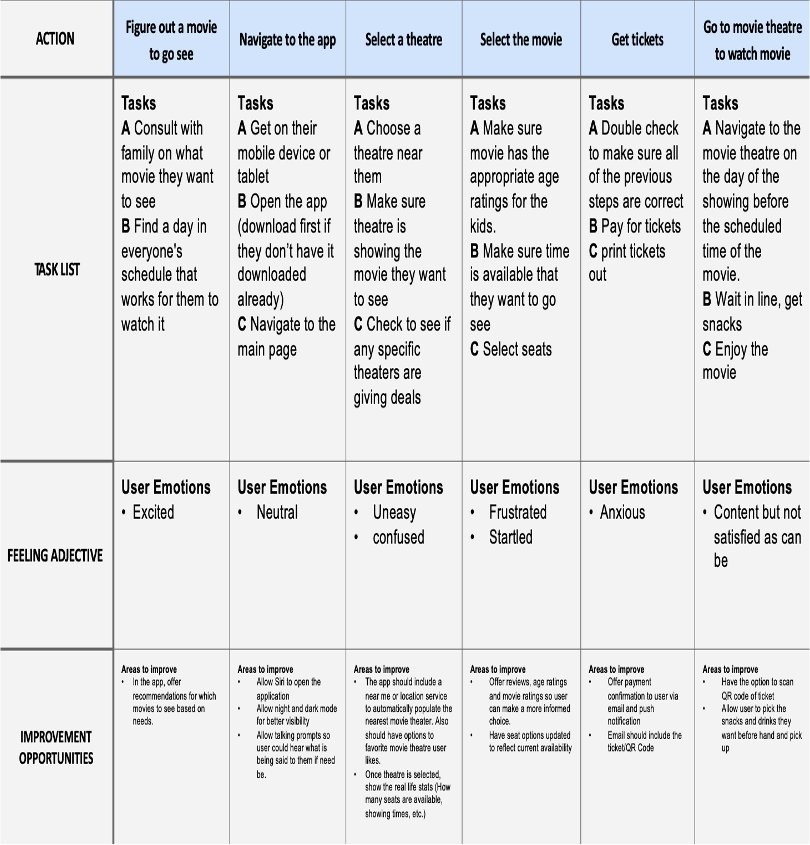 ACTION
Figure out a movie
to go see
Navigate to the app
Select a theatre
Select the movie
Get tickets
Go to movie theatre
to watch movie
TASK LIST
Tasks
A Consult with
family on what
movie they want
to see
B Find a day in
everyone's
schedule that
works for them to
watch it
Tasks
A Get on their
mobile device or
tablet
B Open the app
(download first if
they don't have it
downloaded
already)
C Navigate to the
main page
Tasks
A Choose a
theatre near
them
B Make sure
theatre is
showing the
movie they want
to see
C Check to see if
any specific
theaters are
giving deals
Tasks
A Make sure
movie has the
appropriate age
ratings for the
kids.
B Make sure time
is available that
they want to go
see
C Select seats
Tasks
A Double check
to make sure all
of the previous
steps are correct
B Pay for tickets
C print tickets
out
Tasks
A Navigate to the
movie theatre on
the day of the
showing before
the scheduled
time of the
movie.
B Wait in line, get
snacks
C Enjoy the
movie
FEELING ADJECTIVE
User Emotions
• Excited
User Emotions
• Neutral
User Emotions
• Uneasy
• confused
User Emotions
• Frustrated
• Startled
User Emotions
• Anxious
User Emotions
• Content but not
satisfied as can
be
IMPROVEMENT
OPPORTUNITIES
Areas to improve
• In the app, offer
recommendations for which
movies to see based on
needs.
Areas to improve
• Allow Siri to open the
application
• Allow night and dark mode
for better visibility
• Allow talking prompts so
user could hear what is
being said to them if need
be.
Areas to improve
• The app should include a
near me or location service
to automatically populate the
nearest movie theater. Also
should have options to
favorite movie theatre user
likes.
• Once theatre is selected,
show the real life stats (How
many seats are available,
showing times, etc.)
Areas to improve
• Offer reviews, age ratings
and movie ratings so user
can make a more informed
choice.
• Have seat options updated
to reflect current availability
Areas to improve
• Offer payment
confirmation to user via
email and push
notification
• Email should include the
ticket/QR Code
Areas to improve
• Have the option to scan
QR code of ticket
• Allow user to pick the
snacks and drinks they
want before hand and pick
up